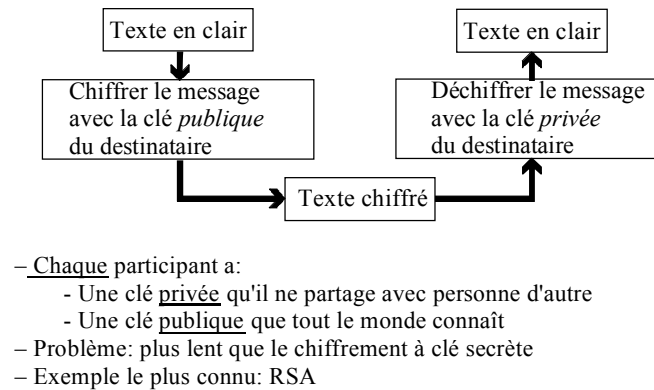 Texte en clair
Texte en clair
Chiffrer le message
avec la clé publique
du destinataire
Déchiffrer le message
avec la clé privée
du destinataire
Texte chiffré
– Chaque participant a:
- Une clé privée qu'il ne partage avec personne d'autre
- Une clé publique que tout le monde connaît
– Problème: plus lent que le chiffrement à clé secrète
– Exemple le plus connu: RSA